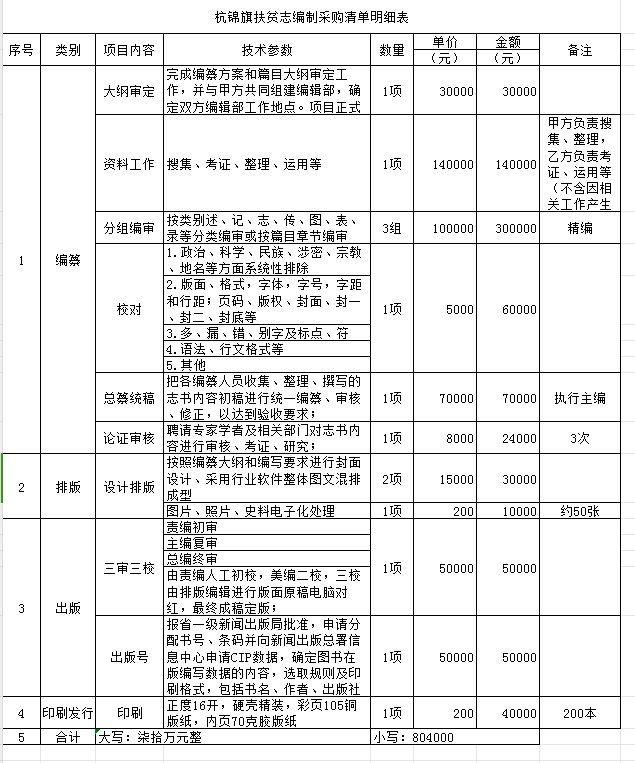 杭锦旗扶贫志编制采购清单明细表
序号 类别 项目内容 技术参数 数量 单价（元） 金额（元） 备注
1 编纂
大纲审定
完成编纂方案和篇目大纲审定工
作，并与甲方共同组建编辑部，确
定双方编辑部工作地点。项目正式
1项 30000 30000
资料工作 搜集、考证、整理、运用等 1项 140000 140000
甲方负责搜
集、整理，
乙方负责考
证、运用等
（不含因相
关工作产生
分组编审
按类别述、记、志、传、图、表、
录等分类编审或按篇目章节编审
3组 100000 300000 精编
校对
1.政治、科学、民族、涉密、宗教
、地名等方面系统性排除
2.版面、格式，字体，字号，字距
和行距；页码、版权、封面、封一
、封二、封底等
3.多、漏、错、别字及标点、符
4.语法、行文格式等
5.其他
1项 5000 60000
总纂统稿
把各编纂人员收集、整理、撰写的
志书内容初稿进行统一编纂、审核
、修正，以达到验收要求；
1项 70000 70000 执行主编
论证审核
聘请专家学者及相关部门对志书内
容进行审核、考证、研究；
1项 8000 24000 3次
2 排版 设计排版
按照编纂大纲和编写要求进行封面
设计、采用行业软件整体图文混排
成型
2项 15000 30000
图片、照片、史料电子化处理 1项 200 10000 约50张
3 出版
三审三校
责编初审
主编复审
总编终审
由责编人工初校，美编二校，三校
由排版编辑进行版面原稿电脑对
红，最终成稿定版；
1项 50000 50000
出版号
报省一级新闻出版局批准，申请分
配书号、条码并向新闻出版总署信
息中心申请CIP数据，确定图书在
版编写数据的内容，选取规则及印
刷格式，包括书名、作者、出版社
1项 50000 50000
4 印刷发行 印刷
正度16开，硬壳精装，彩页105铜
版纸，内页70克胶版纸
1项 200 40000 200本
5 合计 大写：柒拾万元整 小写：804000